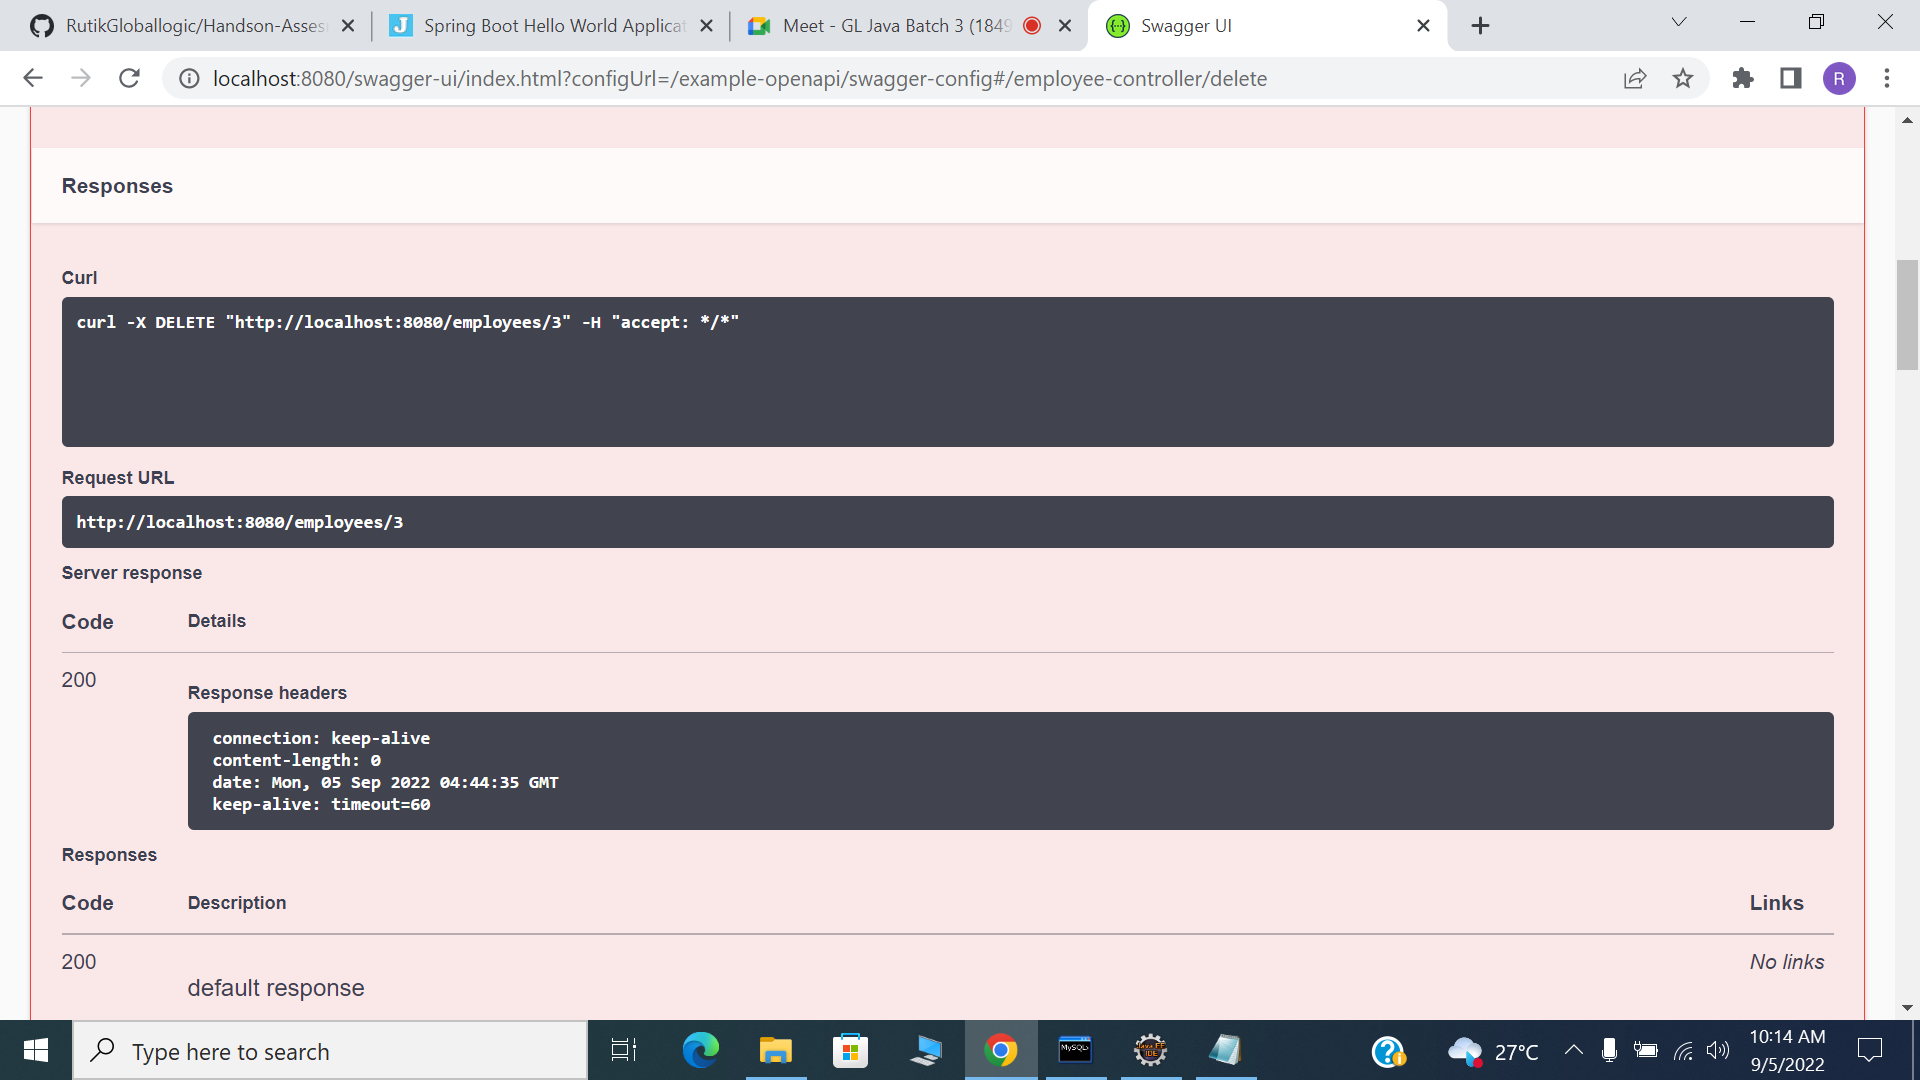 RutikGloballogic/Handson-Asses
Spring Boot Hello World Applicat
Meet - GL Java Batch 3 (1849
Swagger UI
localhost:8080/swagger-ui/index.html?configUrl=/example-openapi/swagger-config#/employee-controller/delete
R
Responses
Curl
curl -X DELETE "http://localhost:8080/employees/3" -H "accept: */*"
Request URL
http://localhost:8080/employees/3
Server response
Code Details
200
Response headers
connection: keep-alive
content-length: 0
date: Mon, 05 Sep 2022 04:44:35 GMT
keep-alive: timeout=60
Responses
Code Description Links
200 No links
default response
Type here to search
MySQL
Java EE
IDE
27°C
10:14 AM
9/5/2022